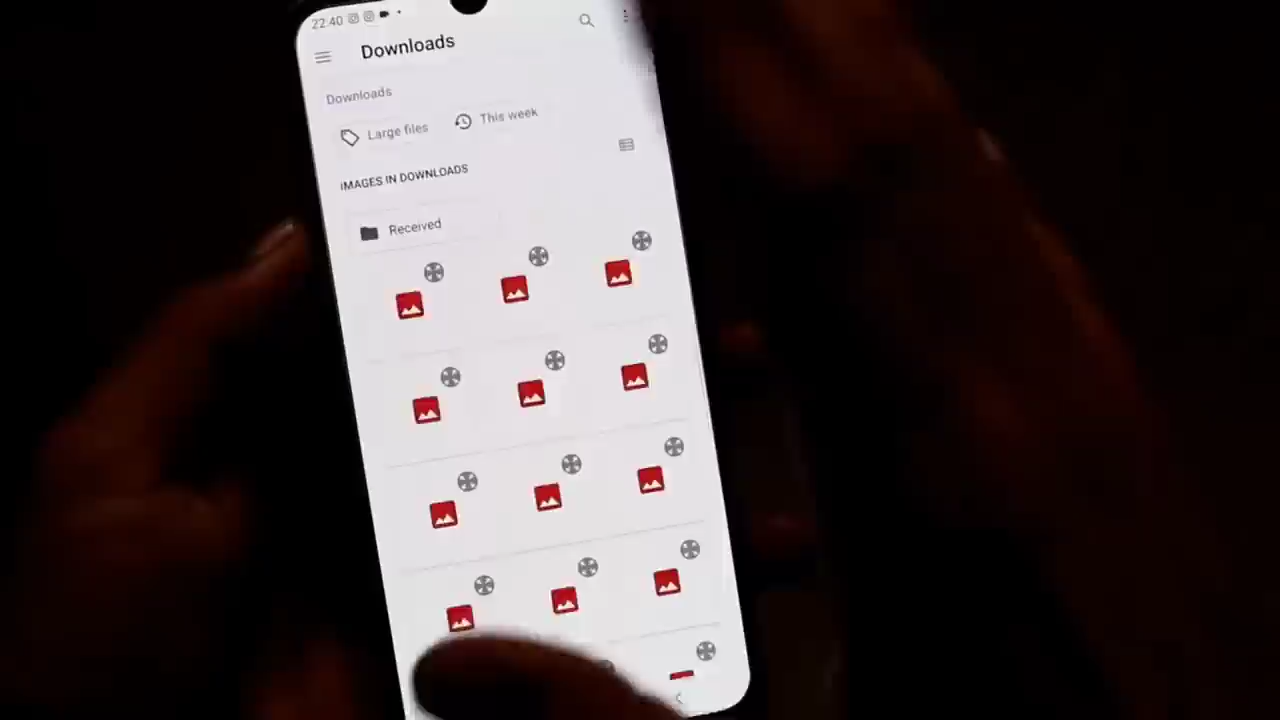 22:40
Downloads
Downloads
Large files
This week
IMAGES IN DOWNLOADS
Received